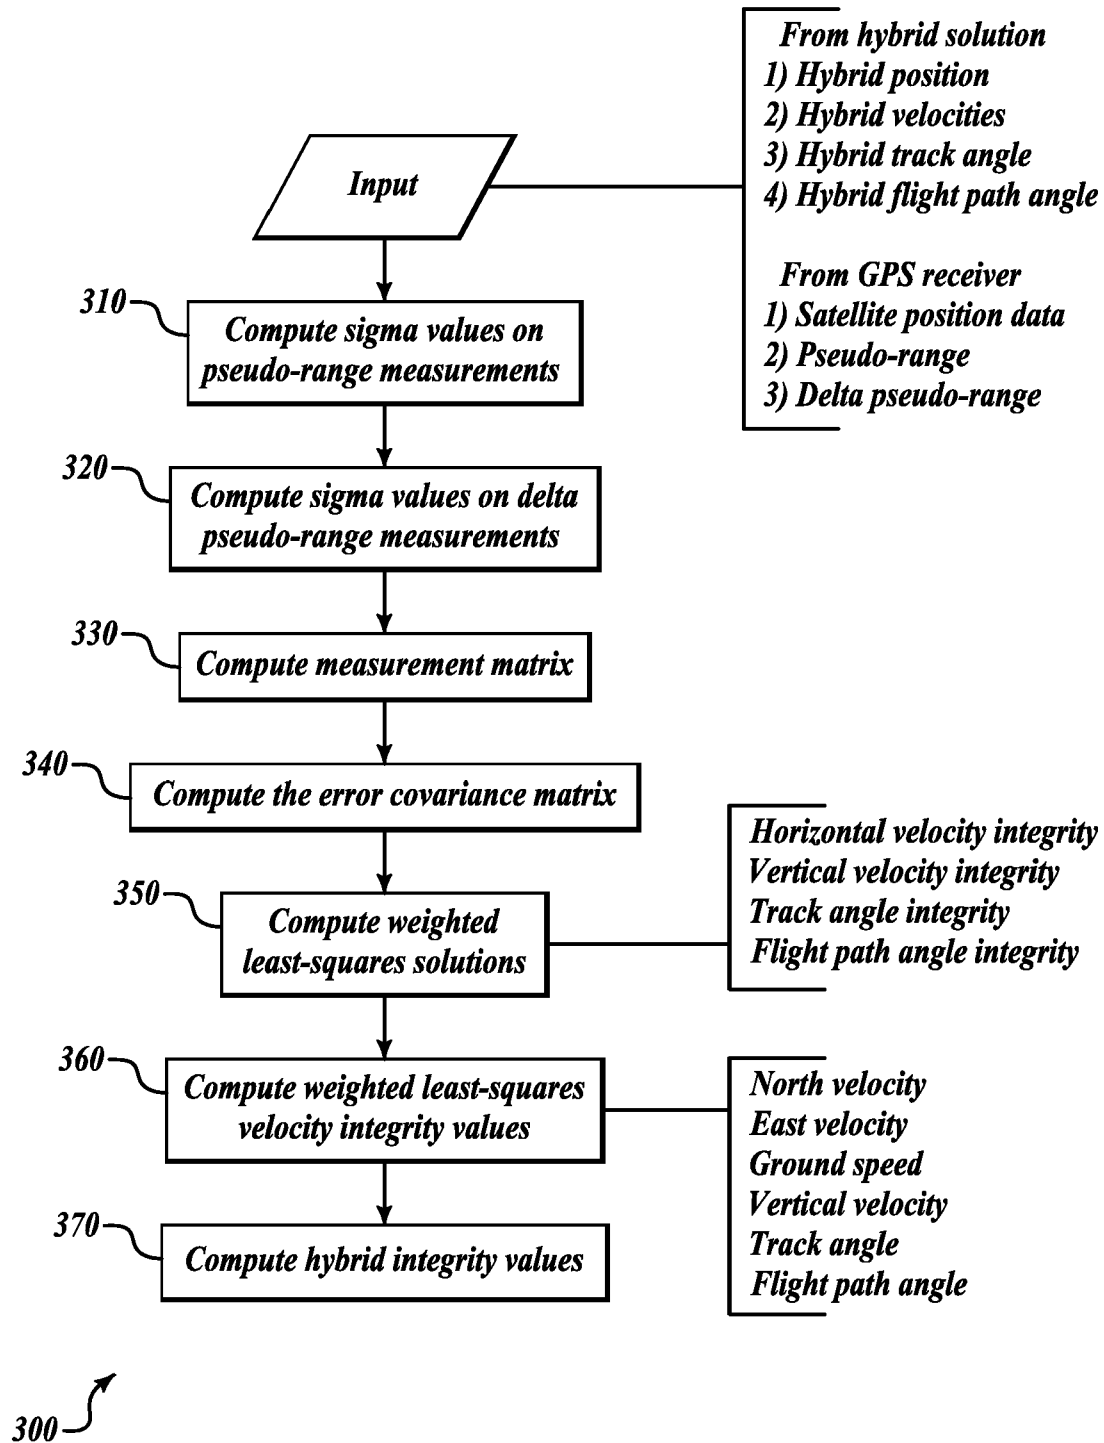 From hybrid solution
1) Hybrid position
2) Hybrid velocities
3) Hybrid track angle
4) Hybrid flight path angle
From GPS receiver
1) Satellite position data
2) Pseudo-range
3) Delta pseudo-range
Input
310
Compute sigma values on
pseudo-range measurements
320
Compute sigma values on delta
pseudo-range measurements
330
Compute measurement matrix
340
Compute the error covariance matrix
350
Compute weighted
least-squares solutions
Horizontal velocity integrity
Vertical velocity integrity
Track angle integrity
Flight path angle integrity
360
Compute weighted least-squares
velocity integrity values
North velocity
East velocity
Ground speed
Vertical velocity
Track angle
Flight path angle
370
Compute hybrid integrity values
300